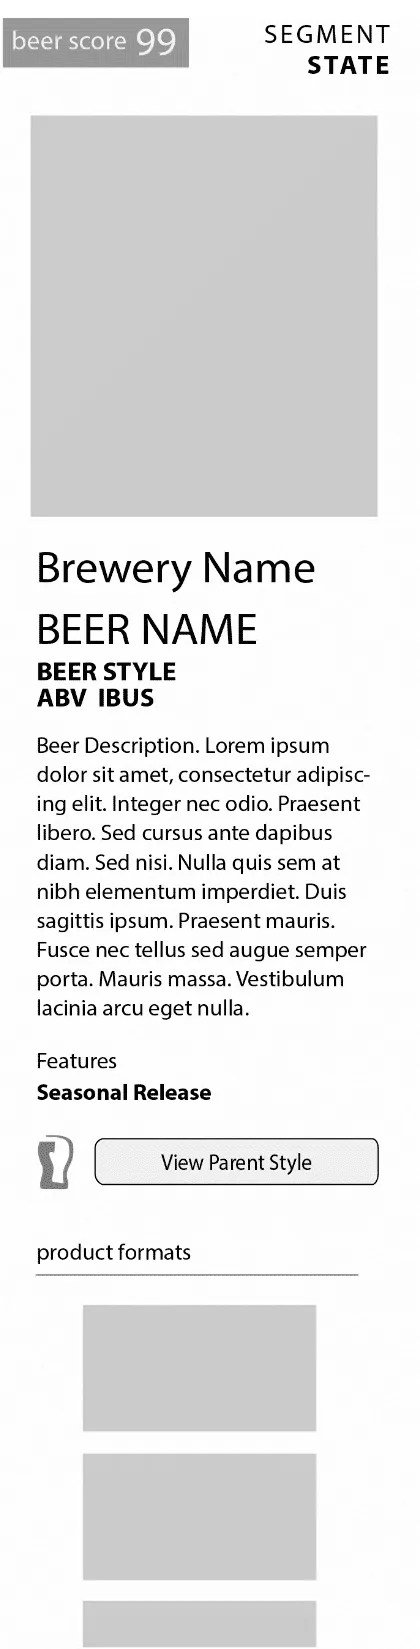 beer score 99
SEGMENT
STATE
Brewery Name
BEER NAME
BEER STYLE
ABV IBUS
Beer Description. Lorem ipsum
dolor sit amet, consectetur adipisc-
ing elit. Integer nec odio. Praesent
libero. Sed cursus ante dapibus
diam. Sed nisi. Nulla quis sem at
nibh elementum imperdiet. Duis
sagittis ipsum. Praesent mauris.
Fusce nec tellus sed augue semper
porta. Mauris massa. Vestibulum
lacinia arcu eget nulla.
Features
Seasonal Release
View Parent Style
product formats